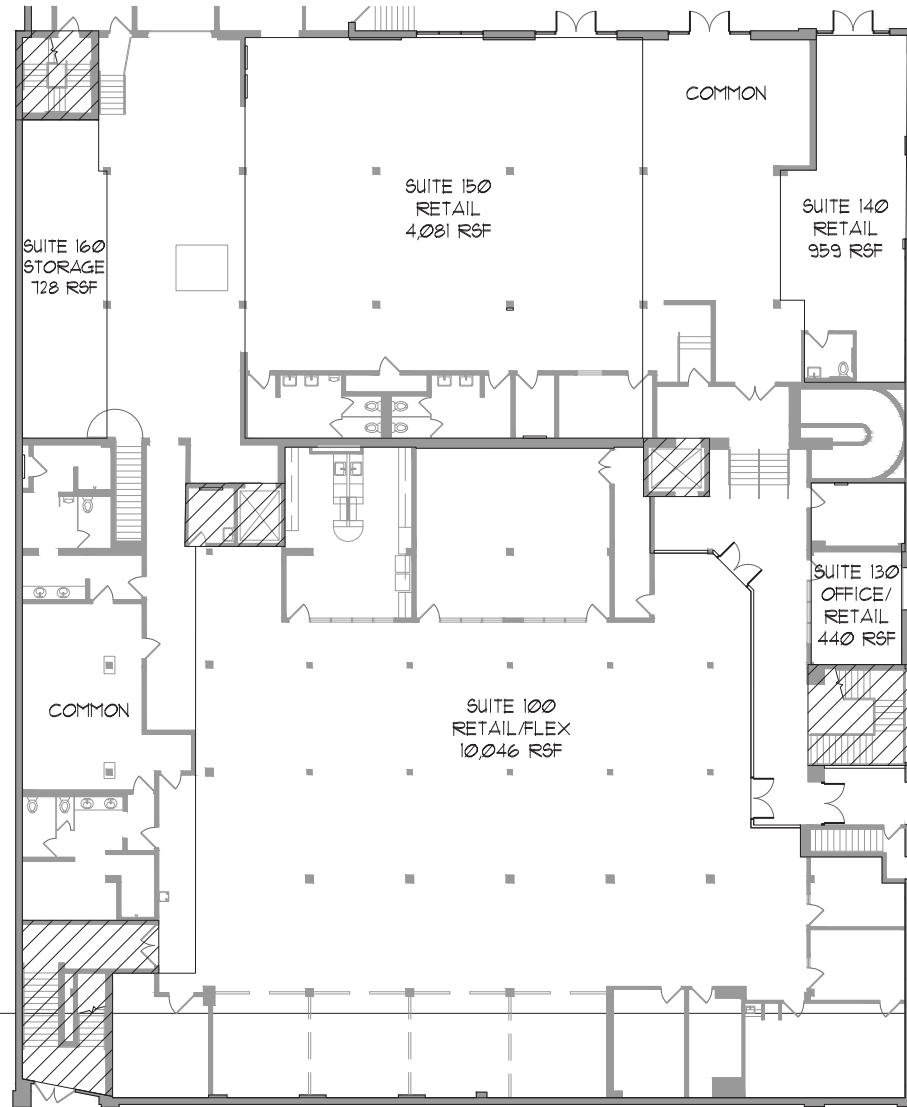 COMMON
SUITE 150
RETAIL
4,081 RSF
SUITE 140
RETAIL
959 RSF
SUITE 160
STORAGE
728 RSF
SUITE 130
OFFICE/
RETAIL
440 RSF
COMMON
SUITE 100
RETAIL/FLEX
10,046 RSF